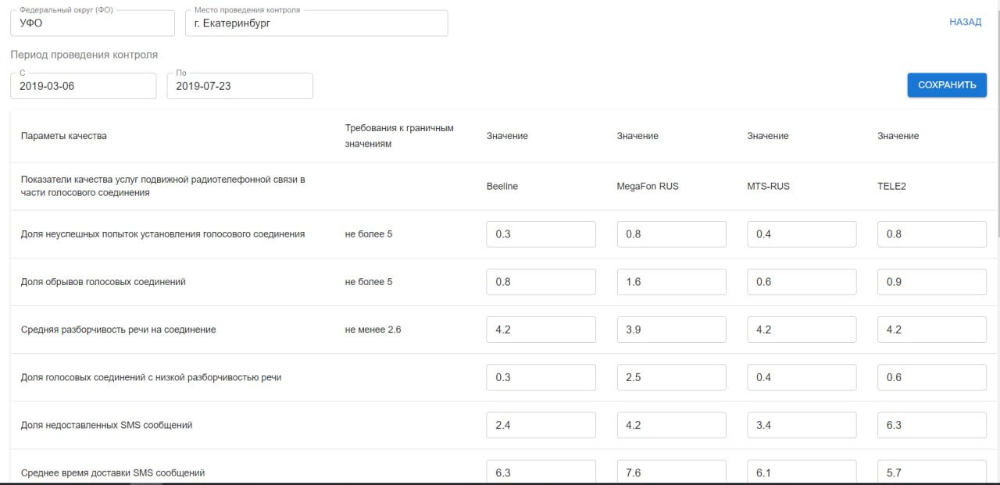 Федеральный округ (ФО)
УФО
Место проведения контроля
г. Екатеринбург
НАЗАД
Период проведения контроля
С
2019-03-06
По
2019-07-23
СОХРАНИТЬ
Параметы качества
Требования к граничным
значениям
Значение
Значение
Значение
Значение
Показатели качества услуг подвижной радиотелефонной связи в
части голосового соединения
Beeline
MegaFon RUS
MTS-RUS
TELE2
Доля неуспешных попыток установления голосового соединения
не более 5
0.3
0.8
0.4
0.8
Доля обрывов голосовых соединений
не более 5
0.8
1.6
0.6
0.9
Средняя разборчивость речи на соединение
не менее 2.6
4.2
3.9
4.2
4.2
Доля голосовых соединений с низкой разборчивостью речи
0.3
2.5
0.4
0.6
Доля недоставленных SMS сообщений
2.4
4.2
3.4
6.3
Среднее время доставки SMS сообщений
6.3
7.6
6.1
5.7